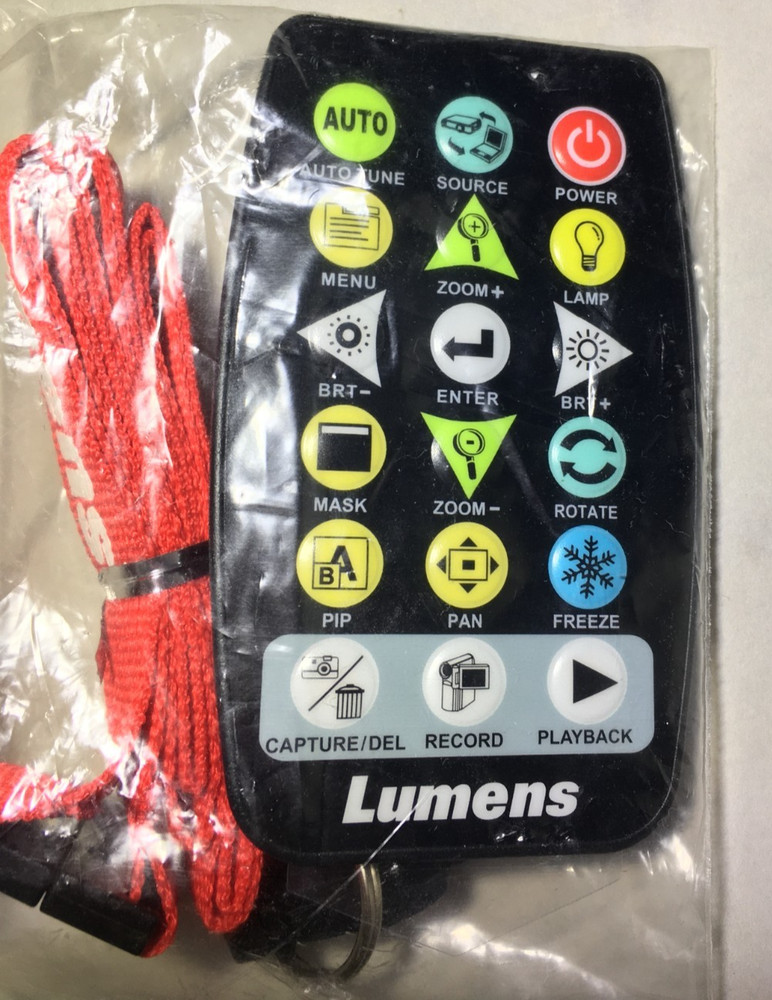 AUTO
AUTO TUNE SOURCE POWER
MENU ZOOM+ LAMP
BRT- ENTER BRT+
MASK ZOOM- ROTATE
A
B
PIP PAN FREEZE
CAPTURE/DEL RECORD PLAYBACK
Lumens